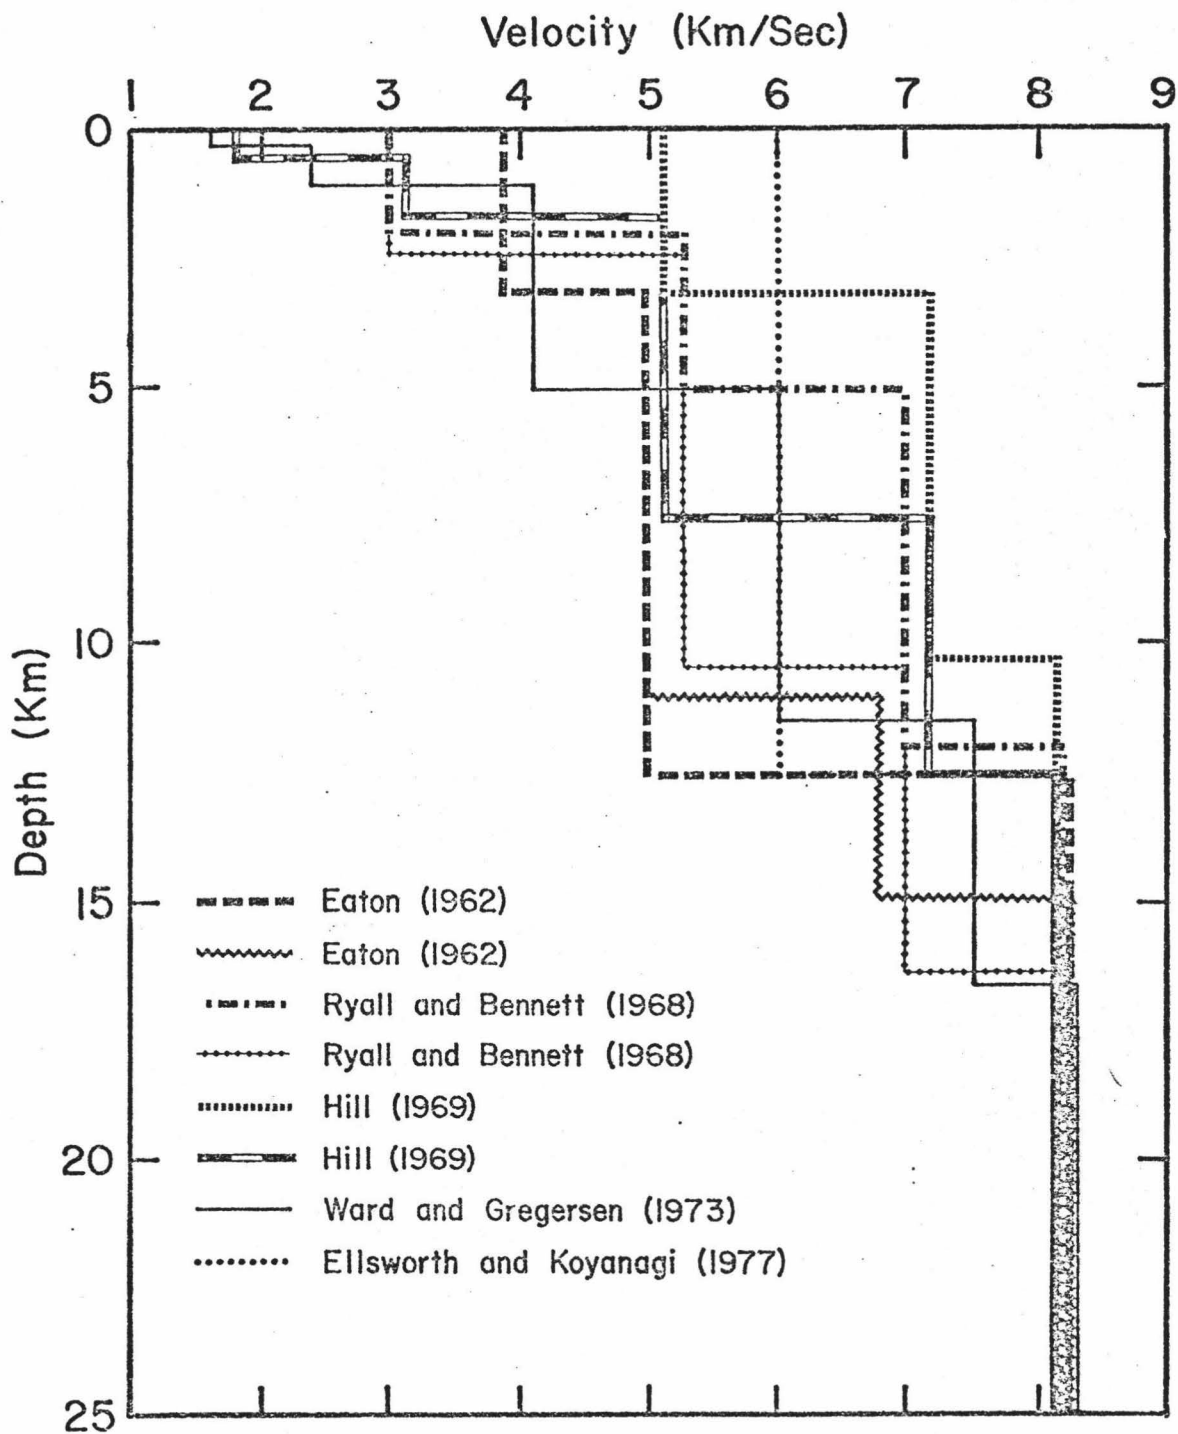 Velocity (Km/Sec)
1 2 3 4 5 6 7 8 9
0
5
10
15
20
25
Depth (Km)
Eaton (1962)
Eaton (1962)
Ryall and Bennett (1968)
Ryall and Bennett (1968)
Hill (1969)
Hill (1969)
Ward and Gregersen (1973)
Ellsworth and Koyanagi (1977)